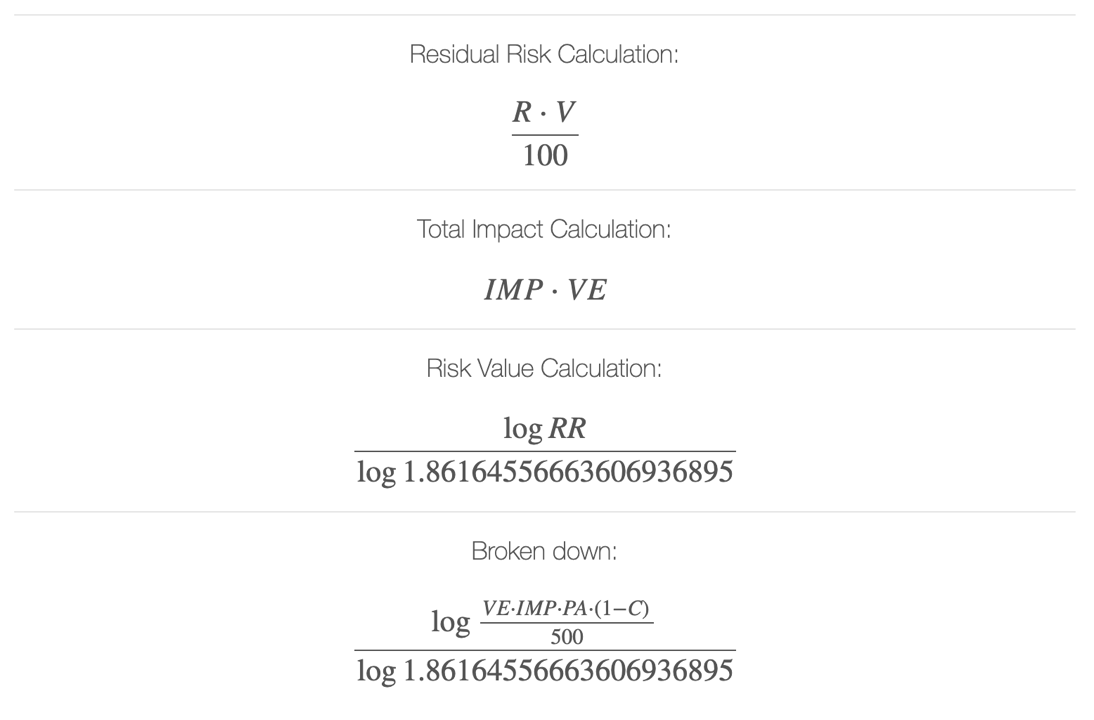 Residual Risk Calculation:
R · V
100
Total Impact Calculation:
IMP · VE
Risk Value Calculation:
log RR
log 1.86164556663606936895
Broken down:
log VE·IMP·PA·(1−C)
500
log 1.86164556663606936895